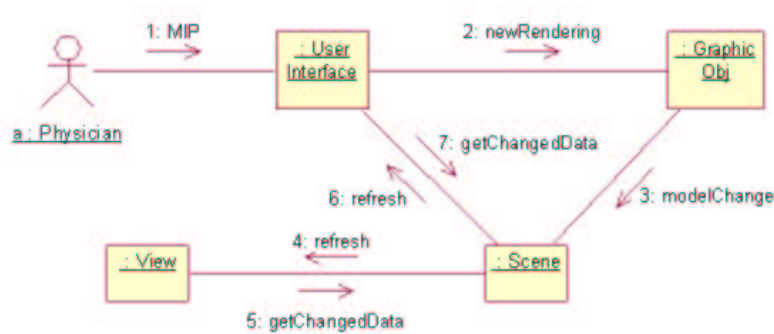 1: MIP
2: newRendering
: User
Interface
: Graphic
Obj
a : Physician
7: getChangedData
6: refresh
3: modelChange
4: refresh
: View
: Scene
5: getChangedData